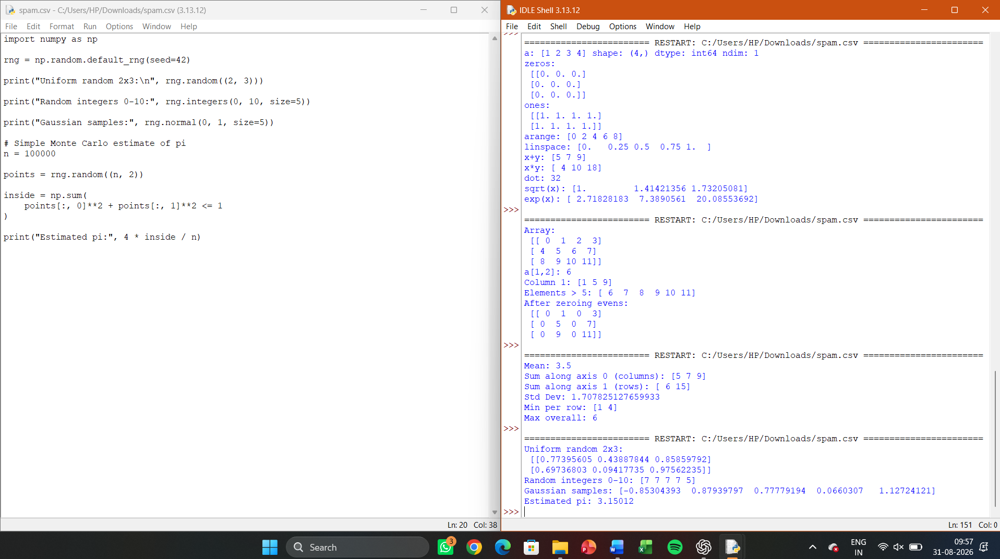 spam.csv - C:/Users/HP/Downloads/spam.csv (3.13.12)
File Edit Format Run Options Window Help
import numpy as np
rng = np.random.default_rng(seed=42)
print("Uniform random 2x3:\n", rng.random((2, 3)))
print("Random integers 0-10:", rng.integers(0, 10, size=5))
print("Gaussian samples:", rng.normal(0, 1, size=5))
# Simple Monte Carlo estimate of pi
n = 100000
points = rng.random((n, 2))
inside = np.sum(
    points[:, 0]**2 + points[:, 1]**2 <= 1
)
print("Estimated pi:", 4 * inside / n)
Ln: 20 Col: 38
IDLE Shell 3.13.12
File Edit Shell Debug Options Window Help
>>>
======================== RESTART: C:/Users/HP/Downloads/spam.csv =======================
a: [1 2 3 4] shape: (4,) dtype: int64 ndim: 1
zeros:
 [[0. 0. 0.]
 [0. 0. 0.]
 [0. 0. 0.]]
ones:
 [[1. 1. 1. 1.]
 [1. 1. 1. 1.]]
arange: [0 2 4 6 8]
linspace: [0.   0.25 0.5  0.75 1.  ]
x+y: [5 7 9]
x*y: [ 4 10 18]
dot: 32
sqrt(x): [1.         1.41421356 1.73205081]
exp(x): [ 2.71828183  7.3890561  20.08553692]
>>>
======================== RESTART: C:/Users/HP/Downloads/spam.csv =======================
Array:
 [[ 0  1  2  3]
 [ 4  5  6  7]
 [ 8  9 10 11]]
a[1,2]: 6
Column 1: [1 5 9]
Elements > 5: [ 6  7  8  9 10 11]
After zeroing evens:
 [[ 0  1  0  3]
 [ 0  5  0  7]
 [ 0  9  0 11]]
>>>
======================== RESTART: C:/Users/HP/Downloads/spam.csv =======================
Mean: 3.5
Sum along axis 0 (columns): [5 7 9]
Sum along axis 1 (rows): [ 6 15]
Std Dev: 1.707825127659933
Min per row: [1 4]
Max overall: 6
>>>
======================== RESTART: C:/Users/HP/Downloads/spam.csv =======================
Uniform random 2x3:
 [[0.77395605 0.43887844 0.85859792]
 [0.69736803 0.09417735 0.97562235]]
Random integers 0-10: [7 7 7 7 5]
Gaussian samples: [-0.85304393  0.87939797  0.77779194  0.0660307   1.12724121]
Estimated pi: 3.15012
>>>
Ln: 151 Col: 0
Search
3
P
W
X
ENG
IN
09:57
31-08-2026